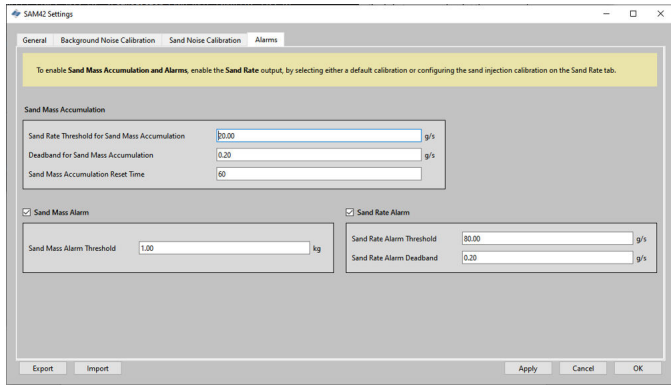 SAM42 Settings
General Background Noise Calibration Sand Noise Calibration Alarms
To enable Sand Mass Accumulation and Alarms, enable the Sand Rate output, by selecting either a default calibration or configuring the sand injection calibration on the Sand Rate tab.
Sand Mass Accumulation
Sand Rate Threshold for Sand Mass Accumulation 20.00 g/s
Deadband for Sand Mass Accumulation 0.20 g/s
Sand Mass Accumulation Reset Time 60
Sand Mass Alarm
Sand Mass Alarm Threshold 1.00 kg
Sand Rate Alarm
Sand Rate Alarm Threshold 80.00 g/s
Sand Rate Alarm Deadband 0.20 g/s
Export Import Apply Cancel OK